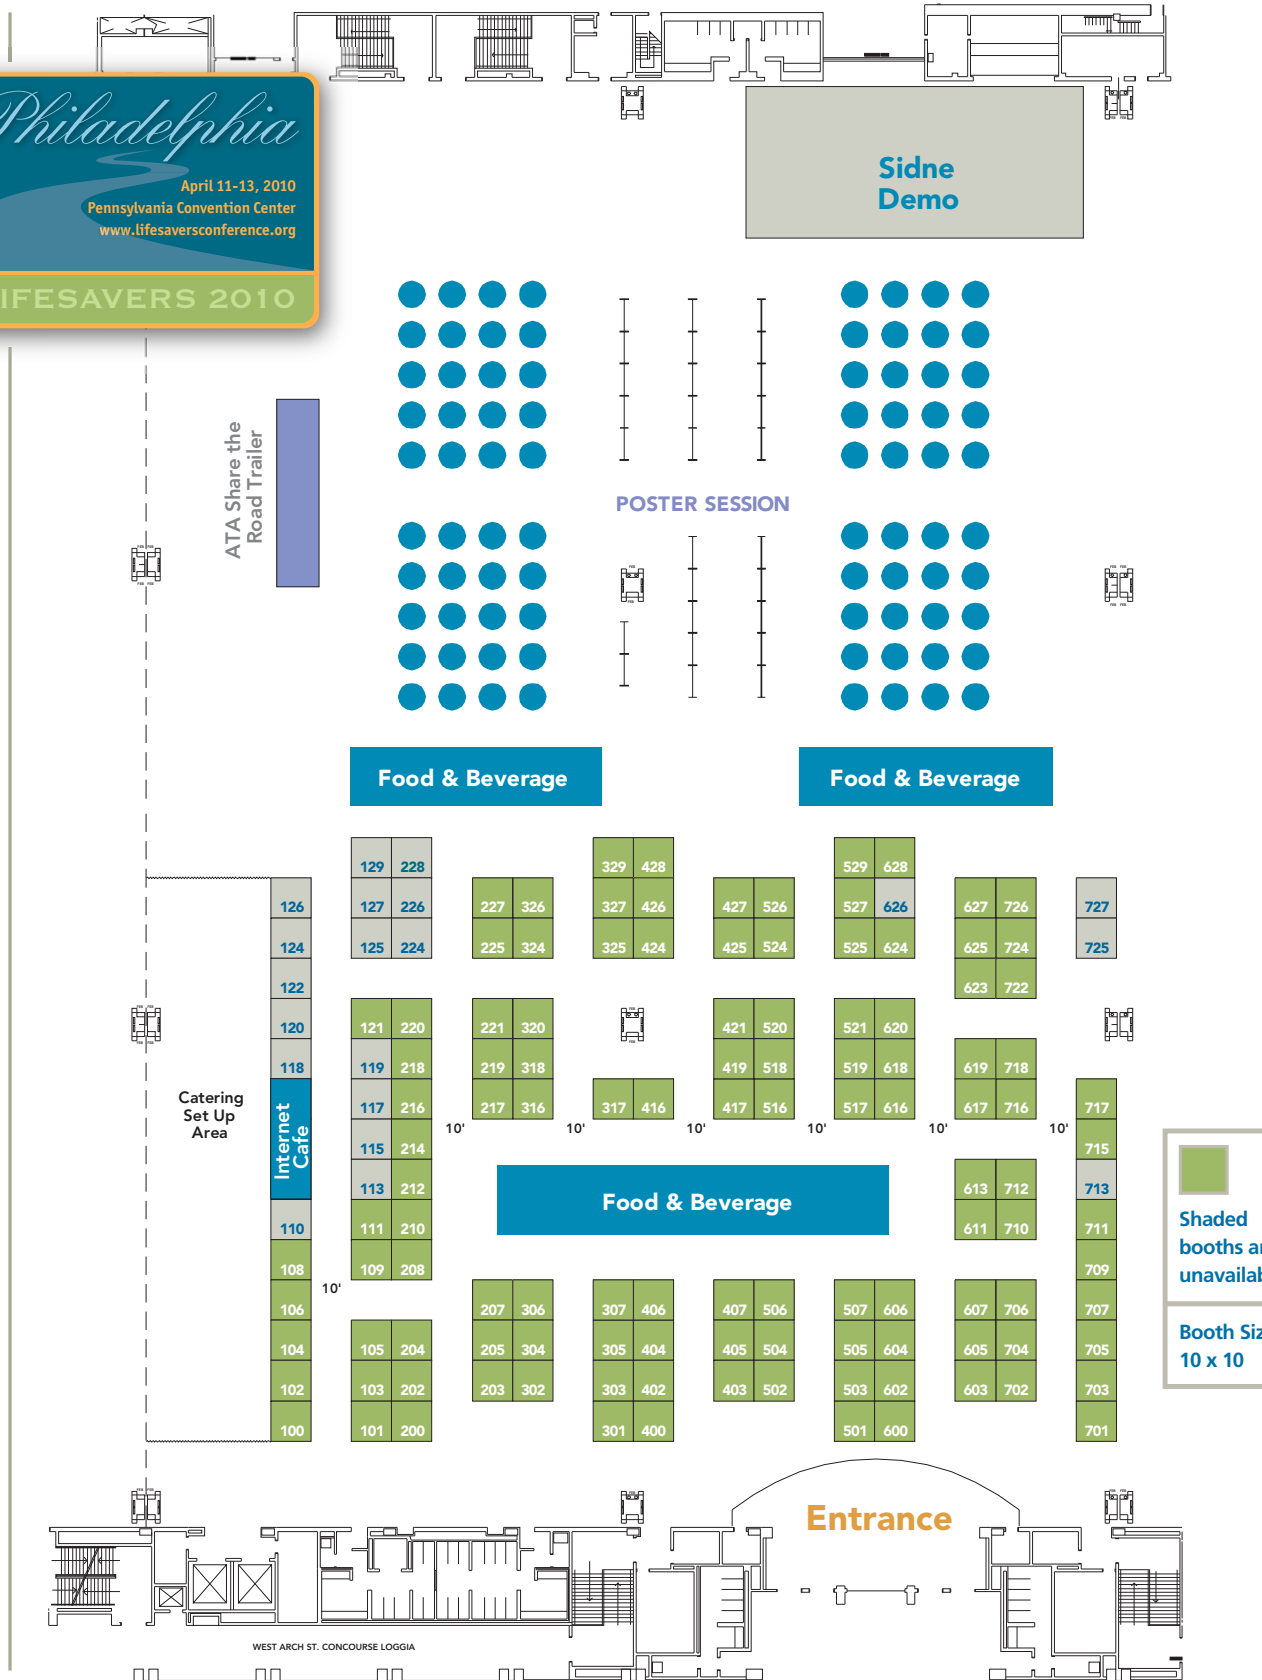 Philadelphia
April 11-13, 2010
Pennsylvania Convention Center
www.lifesaversconference.org
IFESAVERS 2010
Sidne
Demo
ATA Share the
Road Trailer
POSTER SESSION
Food & Beverage Food & Beverage
129 228 329 428 529 628
126 127 226 227 326 327 426 427 526 527 626 627 726 727
124 125 224 225 324 325 424 425 524 525 624 625 724 725
122 623 722
120 121 220 221 320 421 520 521 620
118 119 218 219 318 419 518 519 618 619 718
117 216 217 316 317 416 417 516 517 616 617 716 717
Catering
Set Up
Area
Internet
Cafe
10' 10' 10' 10' 10' 10'
115 214 715
113 212 613 712 713
Food & Beverage
110 111 210 611 710 711
108 109 208 709
10'
106 207 306 307 406 407 506 507 606 607 706 707
104 105 204 205 304 305 404 405 504 505 604 605 704 705
102 103 202 203 302 303 402 403 502 503 602 603 702 703
100 101 200 301 400 501 600 701
Shaded
booths a
unavaila
Booth Siz
10 x 10
Entrance
WEST ARCH ST. CONCOURSE LOGGIA